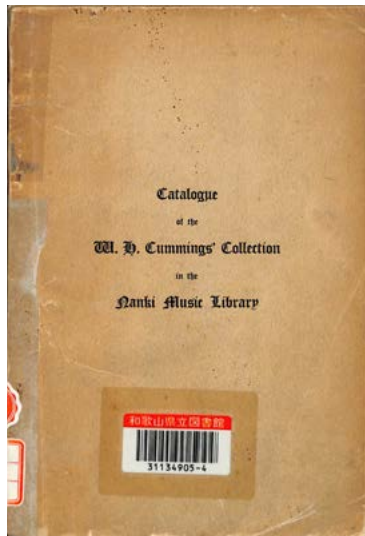 Catalogue
of the
W. H. Cummings' Collection
in the
Nanki Music Library
和歌山県立図書館
31134905-4